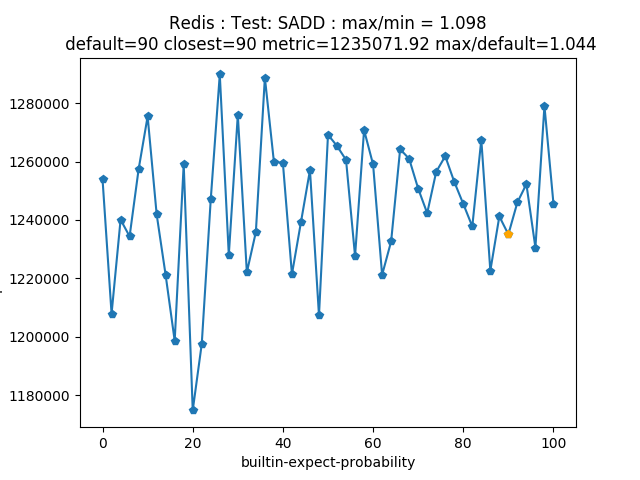 Redis : Test: SADD : max/min = 1.098
default=90 closest=90 metric=1235071.92 max/default=1.044
1280000
1260000
1240000
1220000
1200000
1180000
0 20 40 60 80 100
builtin-expect-probability